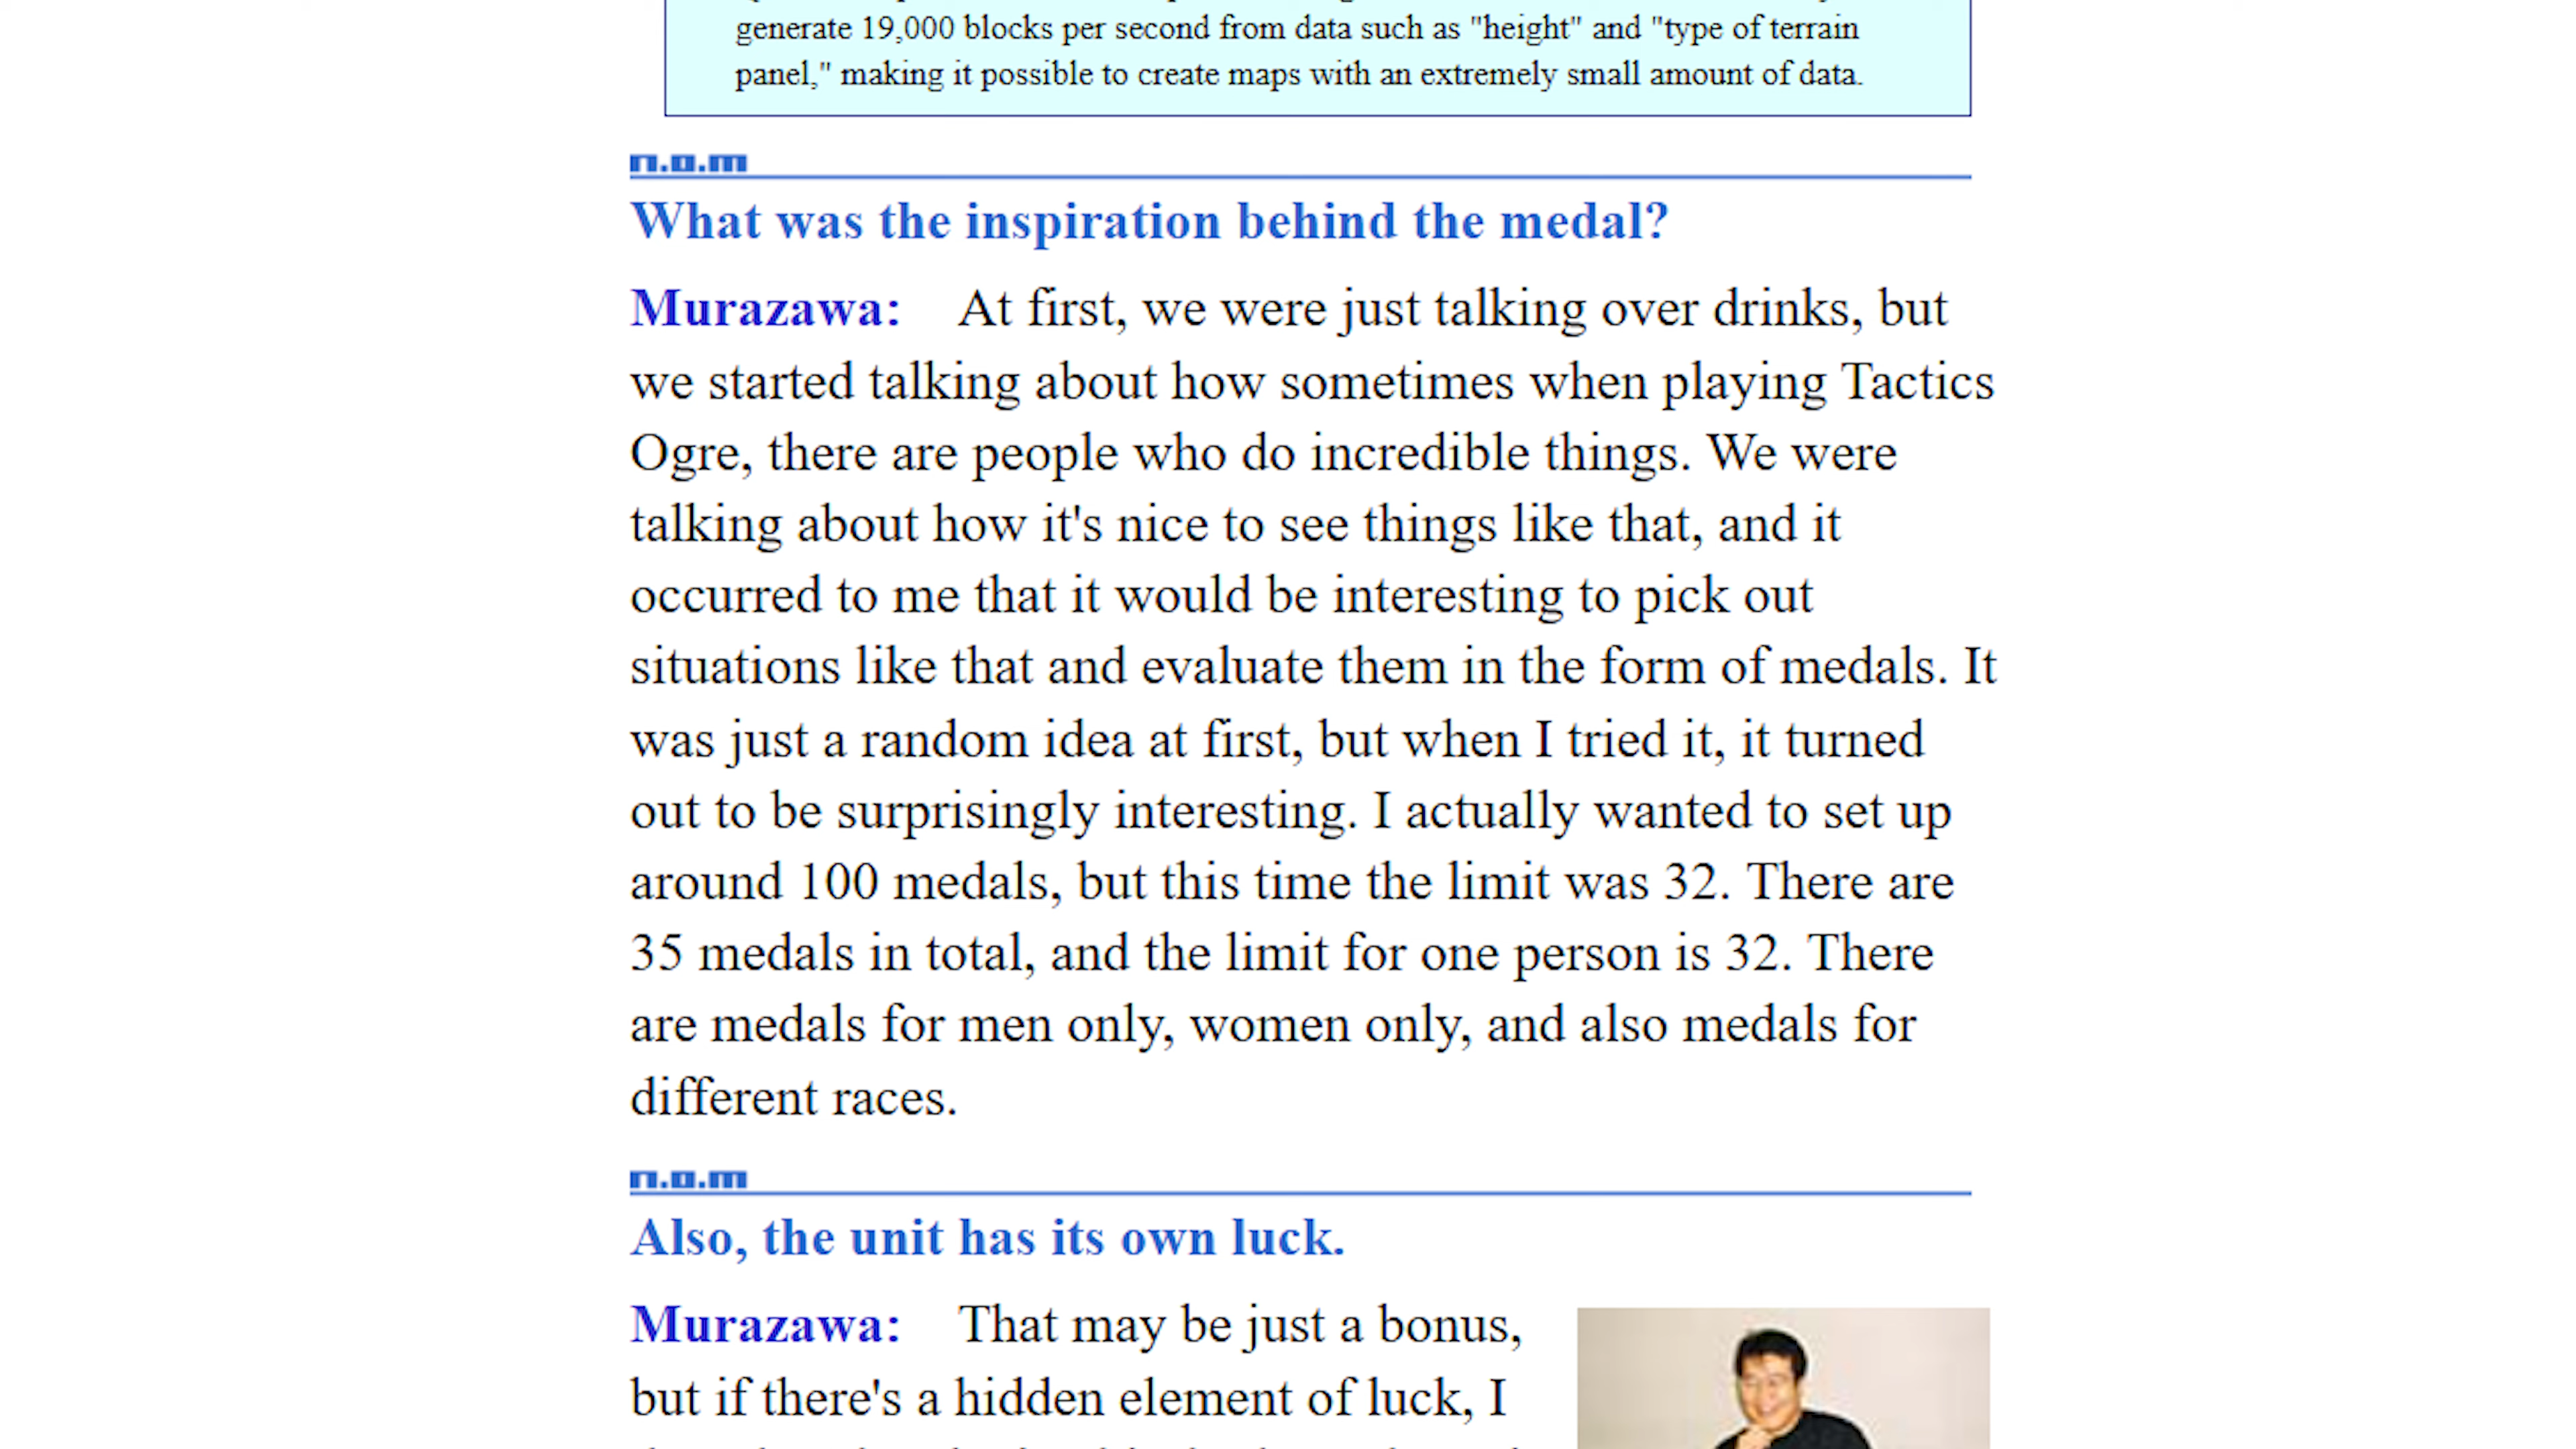 generate 19,000 blocks per second from data such as "height" and "type of terrain
panel," making it possible to create maps with an extremely small amount of data.
n.o.m
What was the inspiration behind the medal?
Murazawa: At first, we were just talking over drinks, but
we started talking about how sometimes when playing Tactics
Ogre, there are people who do incredible things. We were
talking about how it's nice to see things like that, and it
occurred to me that it would be interesting to pick out
situations like that and evaluate them in the form of medals. It
was just a random idea at first, but when I tried it, it turned
out to be surprisingly interesting. I actually wanted to set up
around 100 medals, but this time the limit was 32. There are
35 medals in total, and the limit for one person is 32. There
are medals for men only, women only, and also medals for
different races.
n.o.m
Also, the unit has its own luck.
Murazawa: That may be just a bonus,
but if there's a hidden element of luck, I